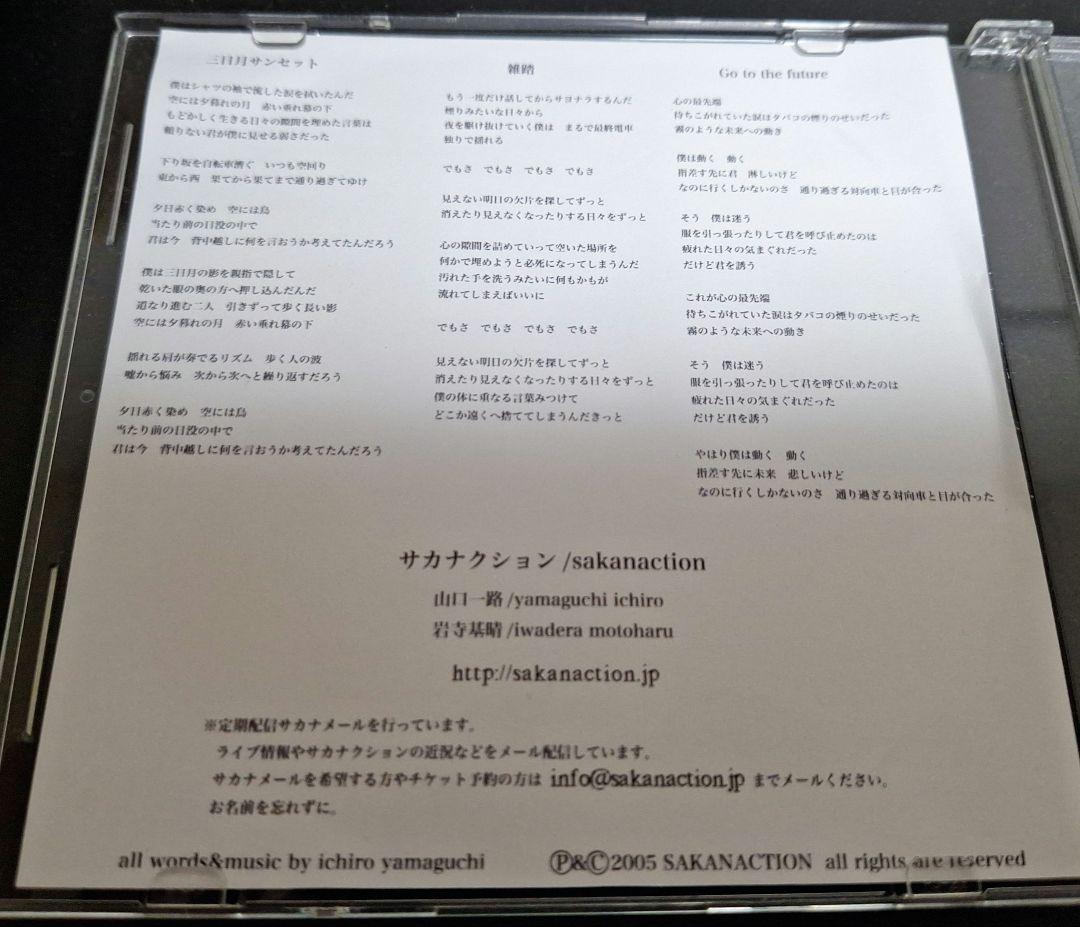 三日月サンセット
僕はシャツの袖で流した涙を拭いたんだ
空には夕暮れの月　赤い垂れ幕の下
もどかしく生きる日々の隙間を埋めた言葉は
頼りない君が僕に見せる弱さだった
下り坂を自転車漕ぐ　いつも空回り
東から西　果てから果てまで通り過ぎてゆけ
夕日赤く染め　空には鳥
当たり前の日没の中で
君は今　背中越しに何を言おうか考えてたんだろう
僕は三日月の影を親指で隠して
乾いた眼の奥の方へ押し込んだんだ
道なり進む二人　引きずって歩く長い影
空には夕暮れの月　赤い垂れ幕の下
揺れる肩が奏でるリズム　歩く人の波
嘘から悩み　次から次へと繰り返すだろう
夕日赤く染め　空には鳥
当たり前の日没の中で
君は今　背中越しに何を言おうか考えてたんだろう
雑踏
もう一度だけ話してからサヨナラするんだ
煙りみたいな日々から
夜を駆け抜けていく僕は　まるで最終電車
独りで揺れる
でもさ　でもさ　でもさ　でもさ
見えない明日の欠片を探してずっと
消えたり見えなくなったりする日々をずっと
心の隙間を詰めていって空いた場所を
何かで埋めようと必死になってしまうんだ
汚れた手を洗うみたいに何もかもが
流れてしまえばいいに
でもさ　でもさ　でもさ　でもさ
見えない明日の欠片を探してずっと
消えたり見えなくなったりする日々をずっと
僕の体に重なる言葉みつけて
どこか遠くへ捨ててしまうんだきっと
Go to the future
心の最先端
待ちこがれていた涙はタバコの煙りのせいだった
霧のような未来への動き
僕は動く　動く
指差す先に君　淋しいけど
なのに行くしかないのさ　通り過ぎる対向車と目が合った
そう　僕は迷う
服を引っ張ったりして君を呼び止めたのは
疲れた日々の気まぐれだった
だけど君を誘う
これが心の最先端
待ちこがれていた涙はタバコの煙りのせいだった
霧のような未来への動き
そう　僕は迷う
服を引っ張ったりして君を呼び止めたのは
疲れた日々の気まぐれだった
だけど君を誘う
やはり僕は動く　動く
指差す先に未来　悲しいけど
なのに行くしかないのさ　通り過ぎる対向車と目が合った
サカナクション/sakanaction
山口一路/yamaguchi ichiro
岩寺基晴/iwadera motoharu
http://sakanaction.jp
※定期配信サカナメールを行っています。
ライブ情報やサカナクションの近況などをメール配信しています。
サカナメールを希望する方やチケット予約の方は info@sakanaction.jp までメールください。
お名前を忘れずに。
all words&music by ichiro yamaguchi
Ⓟ&Ⓒ2005 SAKANACTION all rights are reserved